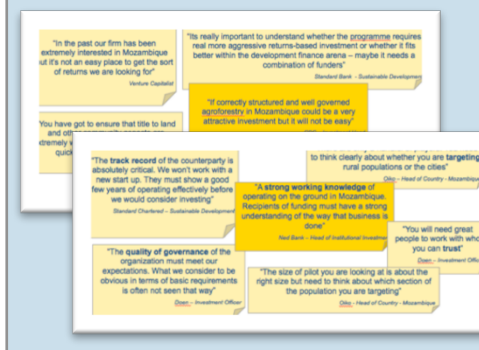 "In the past our firm has been
extremely interested in Mozambique
but it's not an easy place to get the sort
of returns we are looking for"
Venture Capitalist
"Its really important to understand whether the programme requires
real more aggressive returns-based investment or whether it fits
better within the development finance arena – maybe it needs a
combination of funders"
Standard Bank – Sustainable Developmen
"If correctly structured and well governed
agroforestry in Mozambique could be a very
attractive investment but it will not be easy"
You have got to ensure that title to land
and oth
xtremely
quick
"The track record of the counterparty is
absolutely critical. We won't work with a
new start up. They must show a good
few years of operating effectively before
we would consider investing"
Standard Chartered – Sustainable Development
to think clearly about whether you are targeting
rural populations or the cities"
Oiko – Head of Country - Mozambique
"A strong working knowledge of
operating on the ground in Mozambique.
Recipients of funding must have a strong
understanding of the way that business is
done"
Ned Bank – Head of Institutional Investmen
"You will need great
people to work with who
you can trust"
Doen – Investment Offic
"The quality of governance of the
organization must meet our
expectations. What we consider to be
obvious in terms of basic requirements
is often not seen that way"
Doen – Investment Officer
"The size of pilot you are looking at is about the
right size but need to think about which section of
the population you are targeting"
Oiko - Head of Country - Mozambique